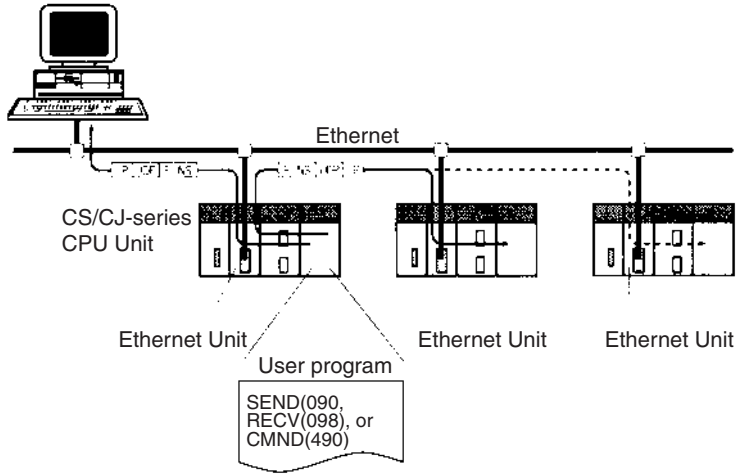 Ethernet
CS/CJ-series
CPU Unit
Ethernet Unit
Ethernet Unit
Ethernet Unit
User program
SEND(090,
RECV(098), or
CMND(490)